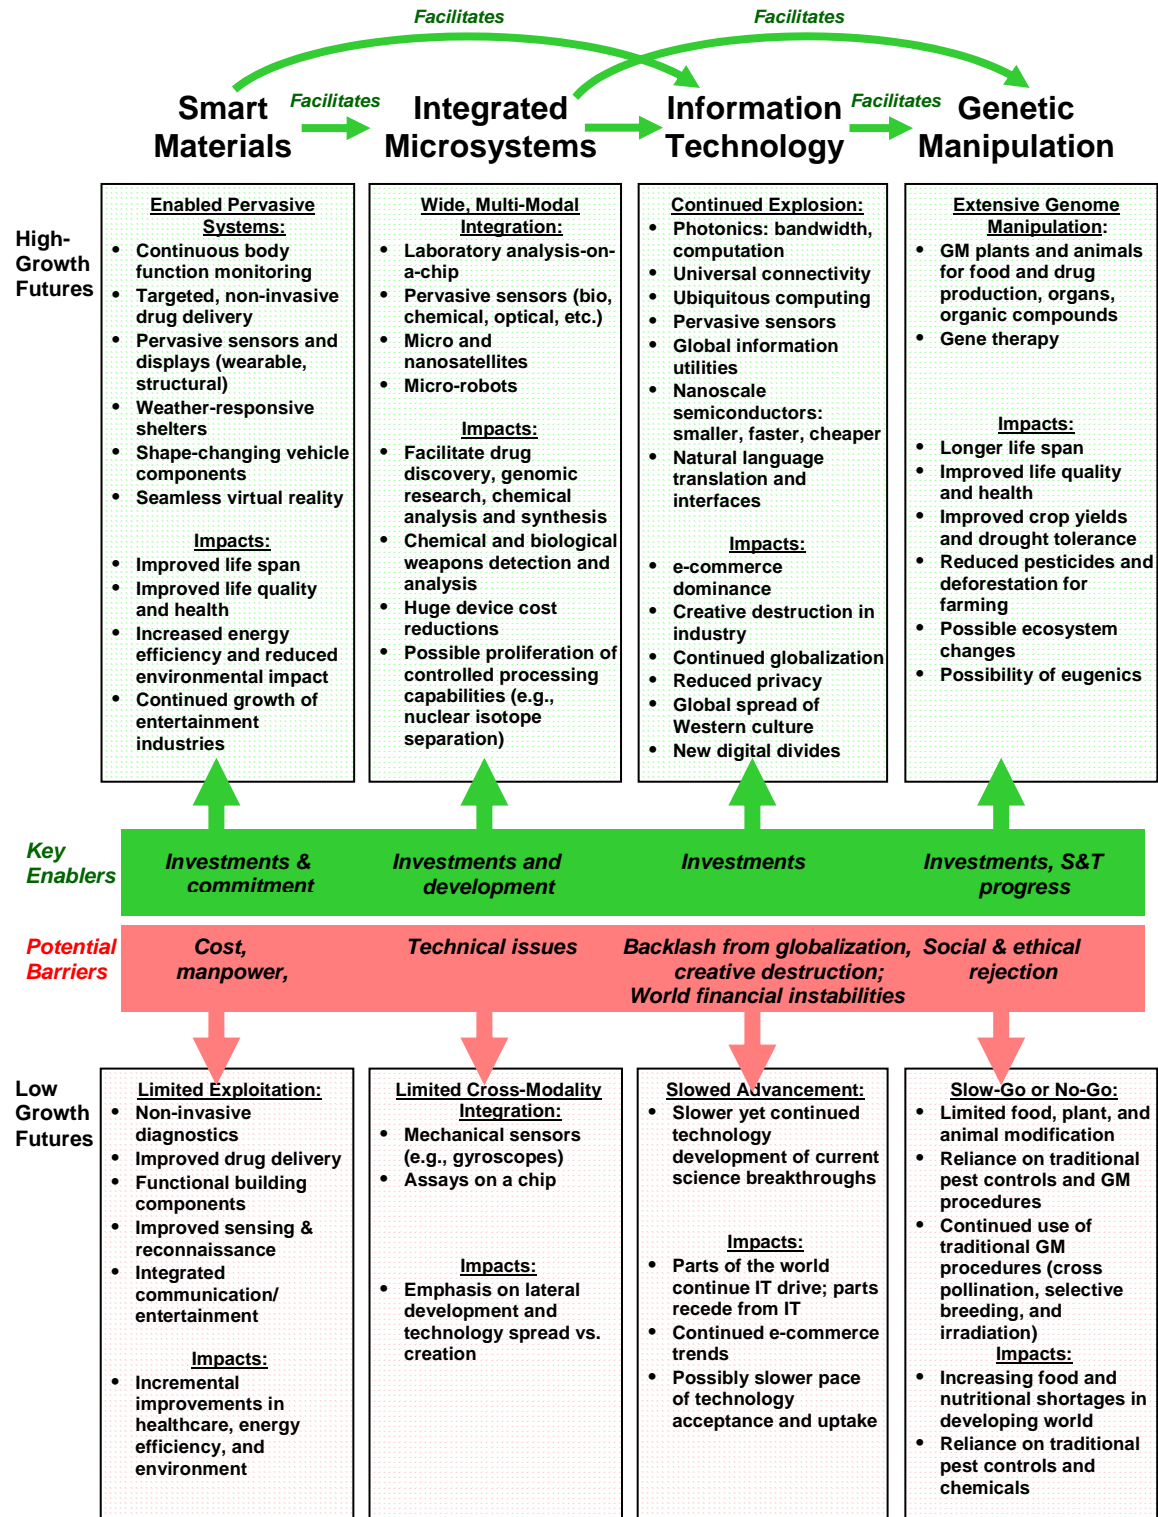 Facilitates
Facilitates
Smart
Materials
Facilitates
Integrated
Microsystems
Information
Technology
Facilitates
Genetic
Manipulation
High-
Growth
Futures
Enabled Pervasive
Systems:
• Continuous body
function monitoring
• Targeted, non-invasive
drug delivery
• Pervasive sensors and
displays (wearable,
structural)
• Weather-responsive
shelters
• Shape-changing vehicle
components
• Seamless virtual reality
Impacts:
• Improved life span
• Improved life quality
and health
• Increased energy
efficiency and reduced
environmental impact
• Continued growth of
entertainment
industries
Wide, Multi-Modal
Integration:
• Laboratory analysis-on-
a-chip
• Pervasive sensors (bio,
chemical, optical, etc.)
• Micro and
nanosatellites
• Micro-robots
Impacts:
• Facilitate drug
discovery, genomic
research, chemical
analysis and synthesis
• Chemical and biological
weapons detection and
analysis
• Huge device cost
reductions
• Possible proliferation of
controlled processing
capabilities (e.g.,
nuclear isotope
separation)
Continued Explosion:
• Photonics: bandwidth,
computation
• Universal connectivity
• Ubiquitous computing
• Pervasive sensors
• Global information
utilities
• Nanoscale
semiconductors:
smaller, faster, cheaper
• Natural language
translation and
interfaces
Impacts:
• e-commerce
dominance
• Creative destruction in
industry
• Continued globalization
• Reduced privacy
• Global spread of
Western culture
• New digital divides
Extensive Genome
Manipulation:
• GM plants and animals
for food and drug
production, organs,
organic compounds
• Gene therapy
Impacts:
• Longer life span
• Improved life quality
and health
• Improved crop yields
and drought tolerance
• Reduced pesticides and
deforestation for
farming
• Possible ecosystem
changes
• Possibility of eugenics
Key
Enablers
Investments &
commitment
Investments and
development
Investments
Investments, S&T
progress
Potential
Barriers
Cost,
manpower,
Technical issues
Backlash from globalization,
creative destruction;
World financial instabilities
Social & ethical
rejection
Low
Growth
Futures
Limited Exploitation:
• Non-invasive
diagnostics
• Improved drug delivery
• Functional building
components
• Improved sensing &
reconnaissance
• Integrated
communication/
entertainment
Impacts:
• Incremental
improvements in
healthcare, energy
efficiency, and
environment
Limited Cross-Modality
Integration:
• Mechanical sensors
(e.g., gyroscopes)
• Assays on a chip
Impacts:
• Emphasis on lateral
development and
technology spread vs.
creation
Slowed Advancement:
• Slower yet continued
technology
development of current
science breakthroughs
Impacts:
• Parts of the world
continue IT drive; parts
recede from IT
• Continued e-commerce
trends
• Possibly slower pace
of technology
acceptance and uptake
Slow-Go or No-Go:
• Limited food, plant, and
animal modification
• Reliance on traditional
pest controls and GM
procedures
• Continued use of
traditional GM
procedures (cross
pollination, selective
breeding, and
irradiation)
Impacts:
• Increasing food and
nutritional shortages in
developing world
• Reliance on traditional
pest controls and
chemicals